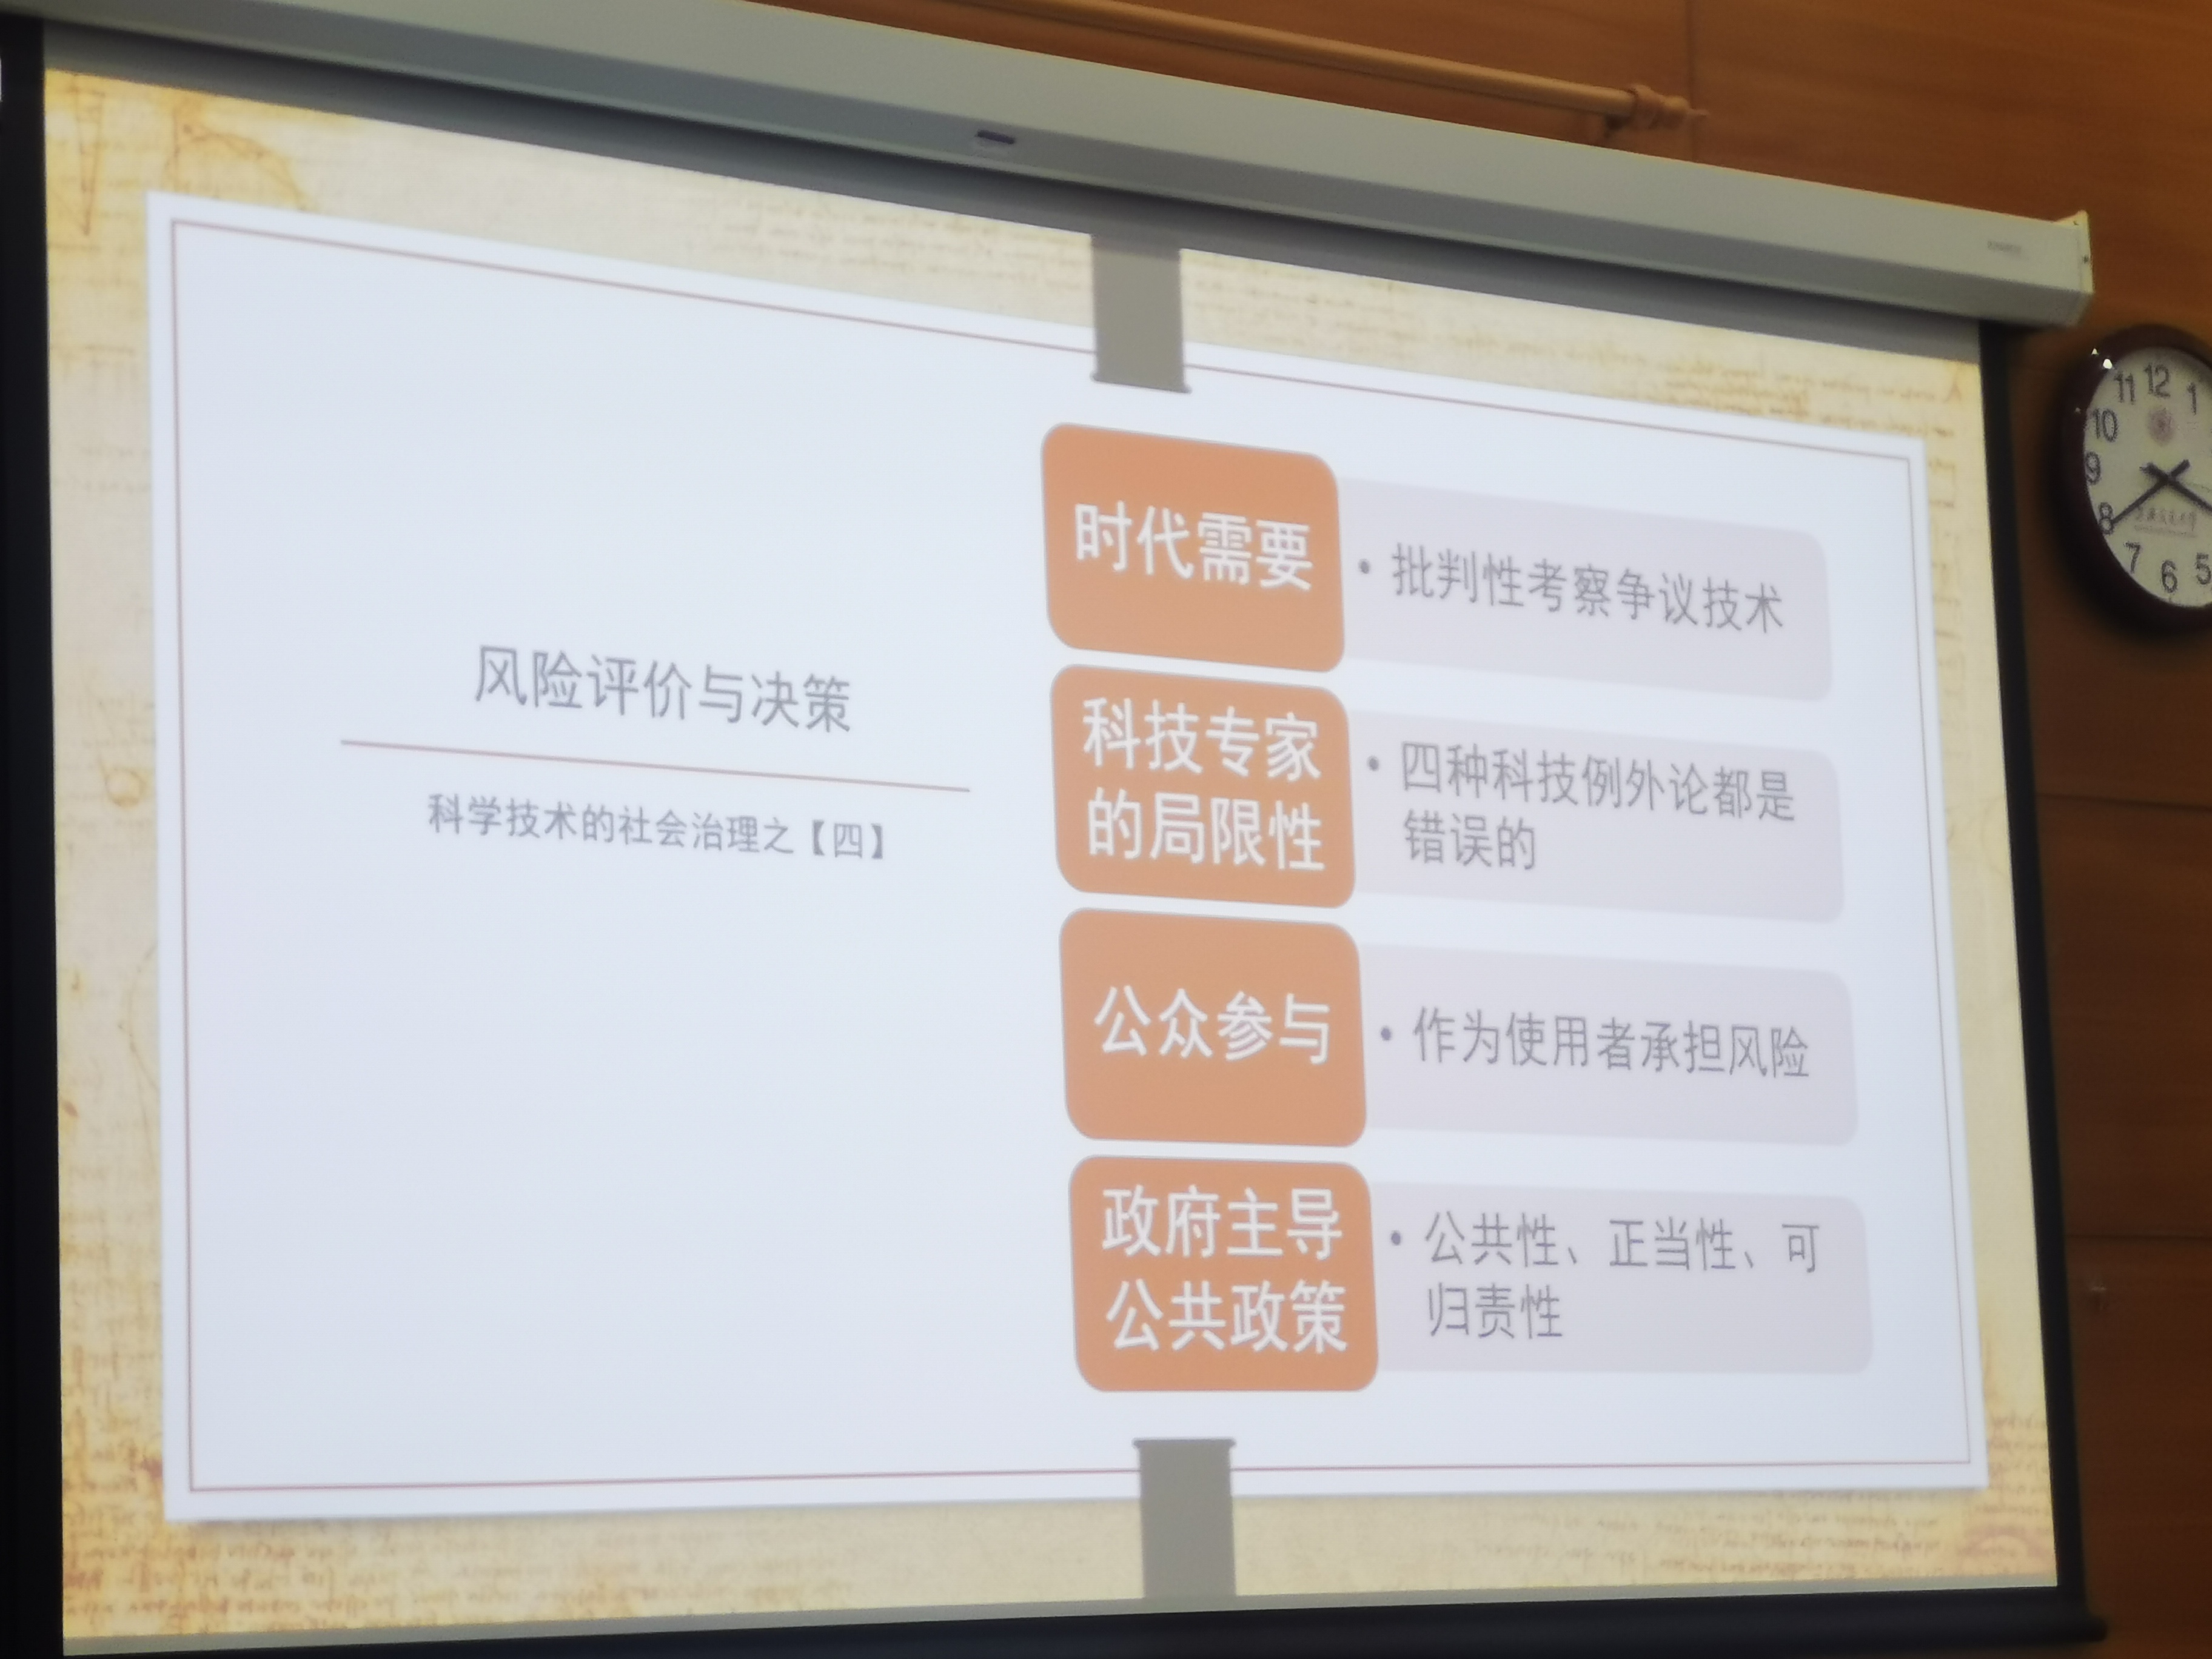 风险评价与决策
科学技术的社会治理之【四】
时代需要
• 批判性考察争议技术
科技专家
的局限性
• 四种科技例外论都是
错误的
公众参与
• 作为使用者承担风险
政府主导
公共政策
• 公共性、正当性、可
归责性
11 12 1
10
9
8
7 6 5